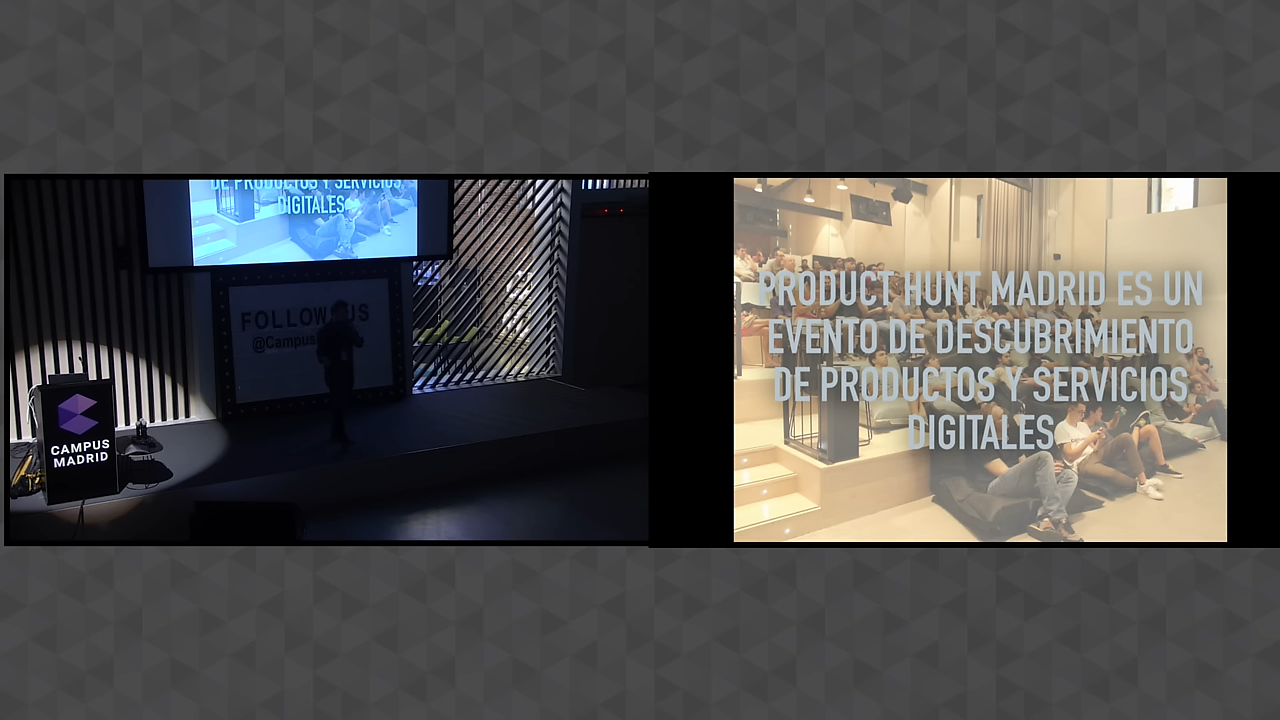 DE PRODUCTOS Y SERVICIOS
DIGITALES
FOLLOW US
@Campus
CAMPUS
MADRID
PRODUCT HUNT MADRID ES UN
EVENTO DE DESCUBRIMIENTO
DE PRODUCTOS Y SERVICIOS
DIGITALES